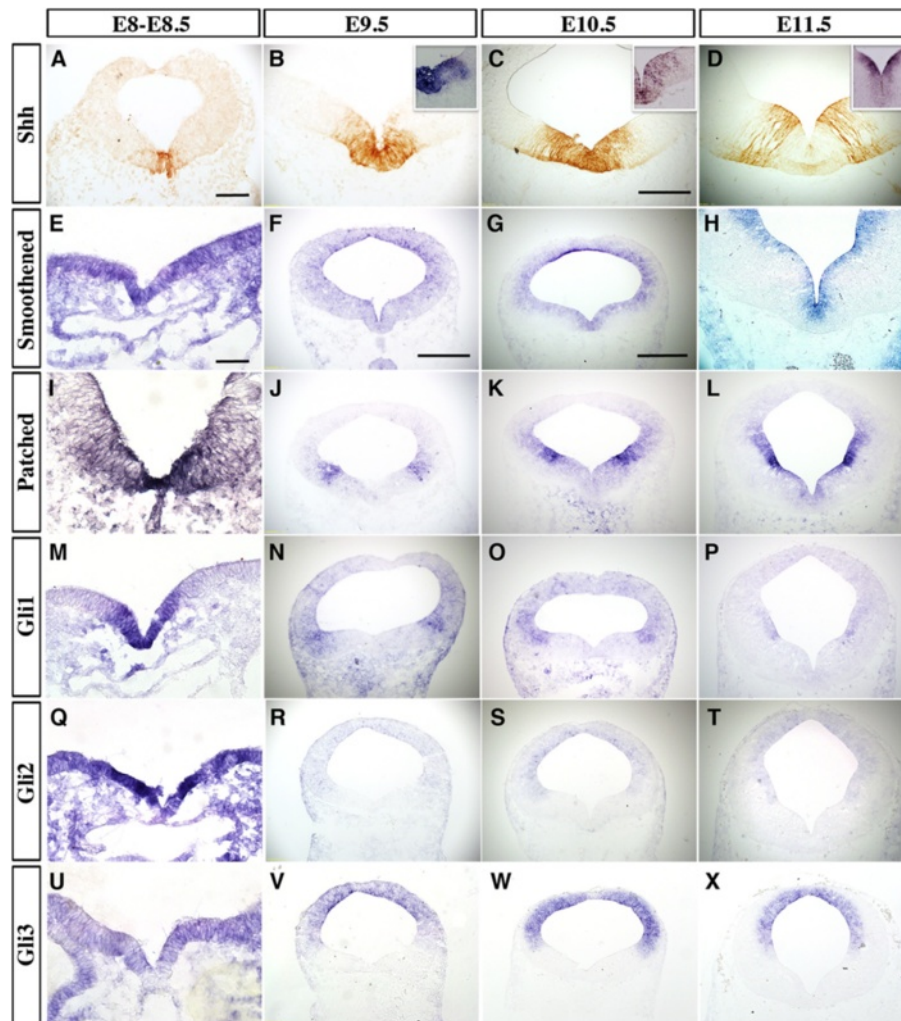 E8-E8.5 E9.5 E10.5 E11.5
Shh
A B C D
Smoothened
E F G H
Patched
I J K L
Gli1
M N O P
Gli2
Q R S T
Gli3
U V W X